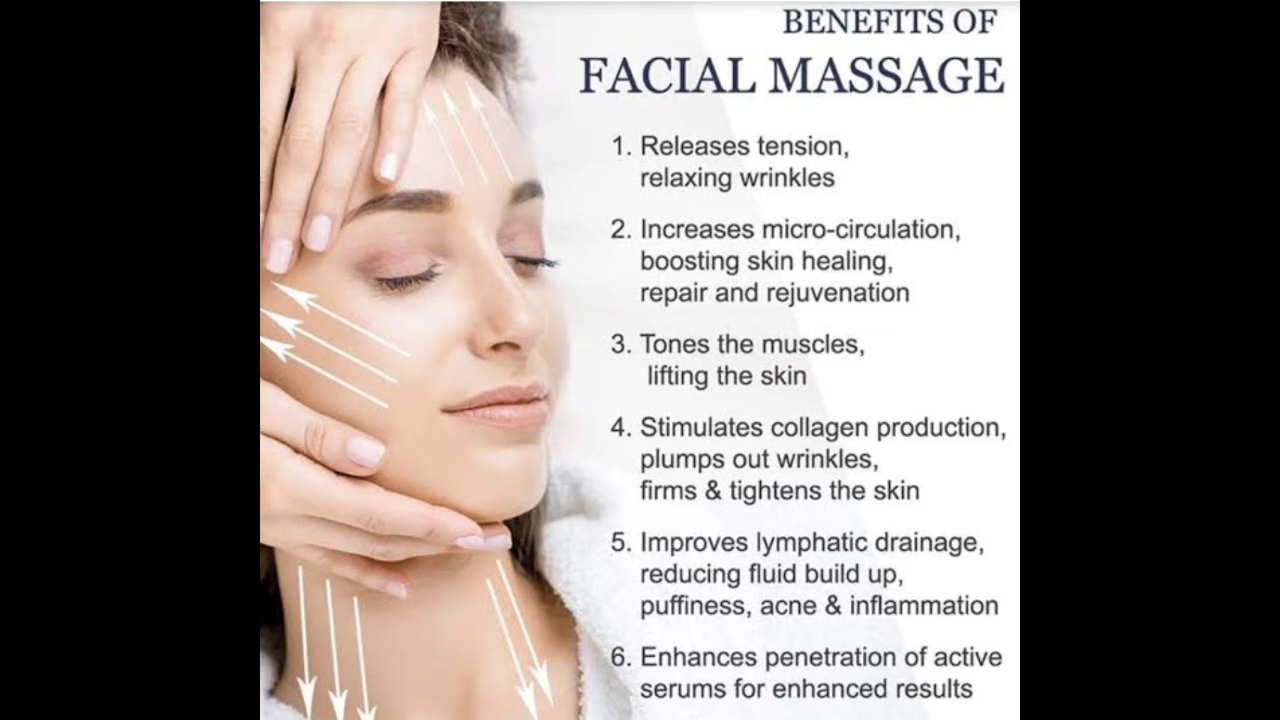 BENEFITS OF
FACIAL MASSAGE
1. Releases tension,
relaxing wrinkles
2. Increases micro-circulation,
boosting skin healing,
repair and rejuvenation
3. Tones the muscles,
lifting the skin
4. Stimulates collagen production,
plumps out wrinkles,
firms & tightens the skin
5. Improves lymphatic drainage,
reducing fluid build up,
puffiness, acne & inflammation
6. Enhances penetration of active
serums for enhanced results